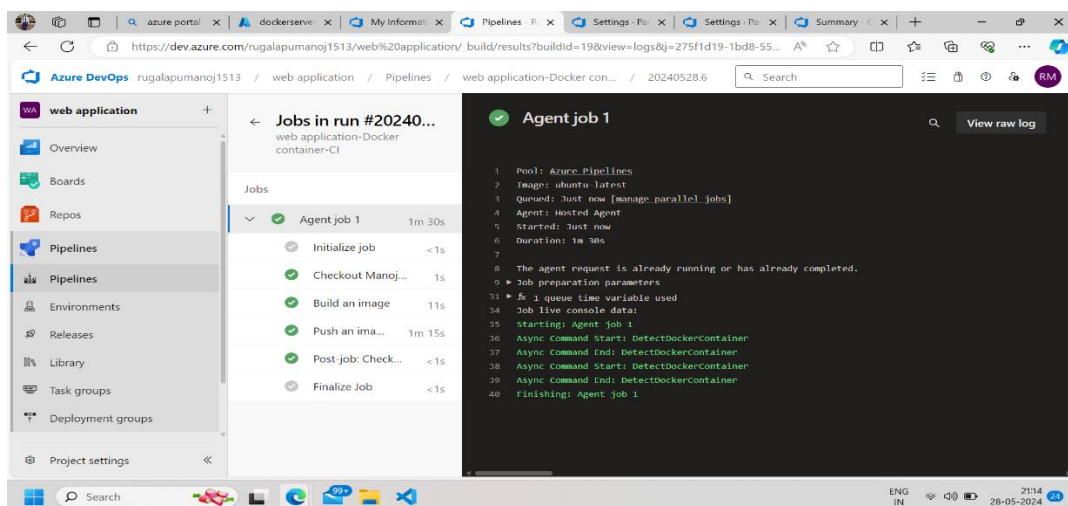 azure portal
dockerserver
My Informati
Pipelines - R
Settings · Pa
Settings · Pa
Summary - C
https://dev.azure.com/rugalapumanoj1513/web%20application/_build/results?buildId=19&view=logs&j=275f1d19-1bd8-55...
Azure DevOps rugalapumanoj1513 / web application / Pipelines / web application-Docker con... / 20240528.6
Search
RM
WA web application +
Overview
Boards
Repos
Pipelines
Pipelines
Environments
Releases
Library
Task groups
Deployment groups
Project settings
Jobs in run #20240...
web application-Docker
container-CI
Jobs
Agent job 1 1m 30s
Initialize job <1s
Checkout Manoj... 1s
Build an image 11s
Push an ima... 1m 15s
Post-job: Check... <1s
Finalize Job <1s
Agent job 1
View raw log
1 Pool: Azure Pipelines
2 Image: ubuntu-latest
3 Queued: Just now [manage parallel jobs]
4 Agent: Hosted Agent
5 Started: Just now
6 Duration: 1m 30s
7
8 The agent request is already running or has already completed.
9 Job preparation parameters
31 fx 1 queue time variable used
34 Job live console data:
35 Starting: Agent job 1
36 Async Command Start: DetectDockerContainer
37 Async Command End: DetectDockerContainer
38 Async Command Start: DetectDockerContainer
39 Async Command End: DetectDockerContainer
40 Finishing: Agent job 1
Search
99+
ENG
IN
21:14
28-05-2024
24